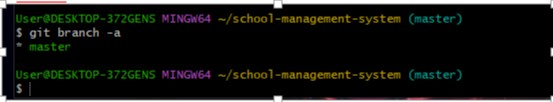 User@DESKTOP-372GENS MINGW64 ~/school-management-system (master)
$ git branch -a
* master
User@DESKTOP-372GENS MINGW64 ~/school-management-system (master)
$